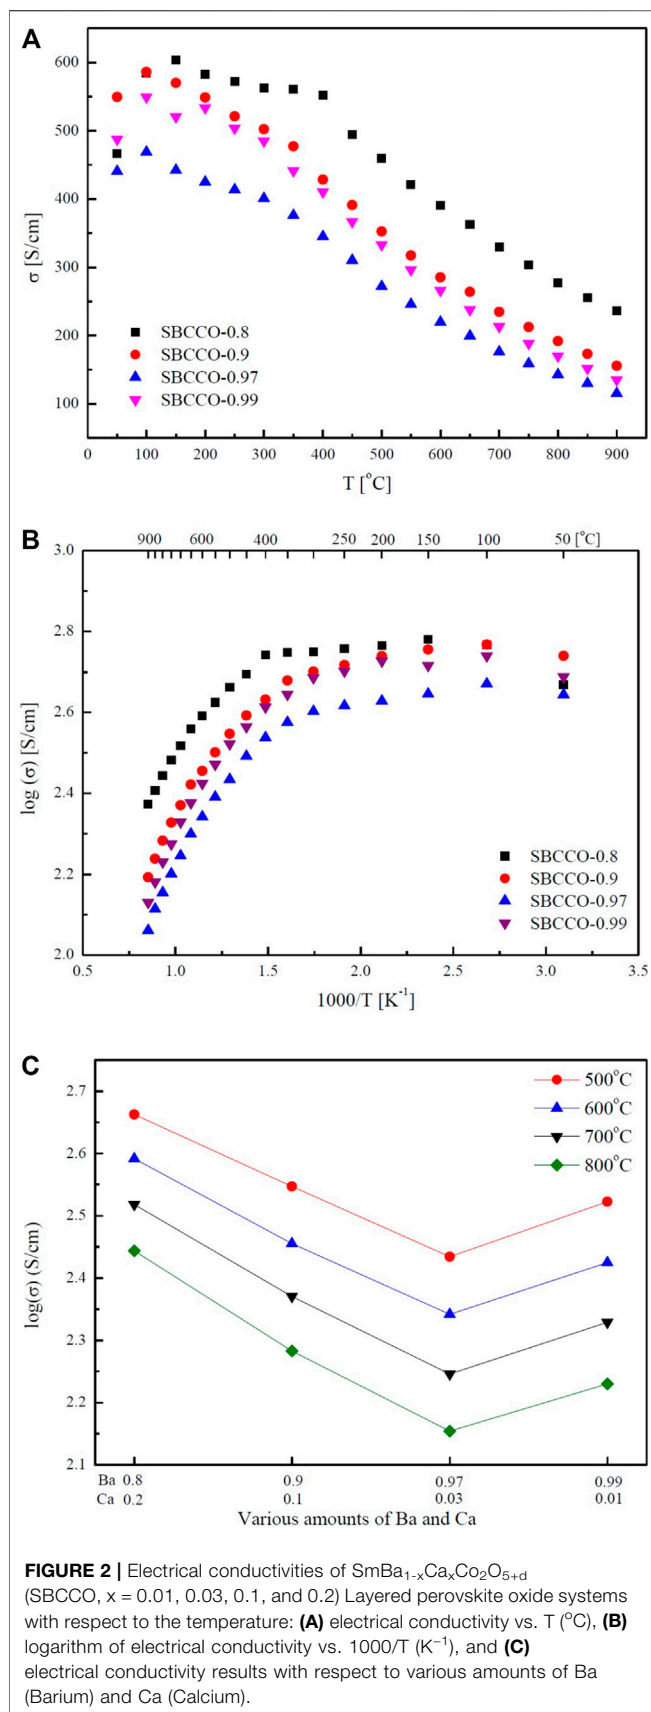 A
600
500
400
300
200
100
σ [S/cm]
SBCCO-0.8
SBCCO-0.9
SBCCO-0.97
SBCCO-0.99
0 100 200 300 400 500 600 700 800 900
T [°C]
B
900 600 400 250 200 150 100 50 [°C]
3.0
2.8
2.6
2.4
2.2
2.0
log (σ) [S/cm]
SBCCO-0.8
SBCCO-0.9
SBCCO-0.97
SBCCO-0.99
0.5 1.0 1.5 2.0 2.5 3.0 3.5
1000/T [K⁻¹]
C
2.7
2.6
2.5
2.4
2.3
2.2
2.1
log(σ) (S/cm)
500°C
600°C
700°C
800°C
Ba 0.8 0.9 0.97 0.99
Ca 0.2 0.1 0.03 0.01
Various amounts of Ba and Ca
FIGURE 2 | Electrical conductivities of SmBa₁₋ₓCaₓCo₂O₅₊d
(SBCCO, x = 0.01, 0.03, 0.1, and 0.2) Layered perovskite oxide systems
with respect to the temperature: (A) electrical conductivity vs. T (°C), (B)
logarithm of electrical conductivity vs. 1000/T (K⁻¹), and (C)
electrical conductivity results with respect to various amounts of Ba
(Barium) and Ca (Calcium).